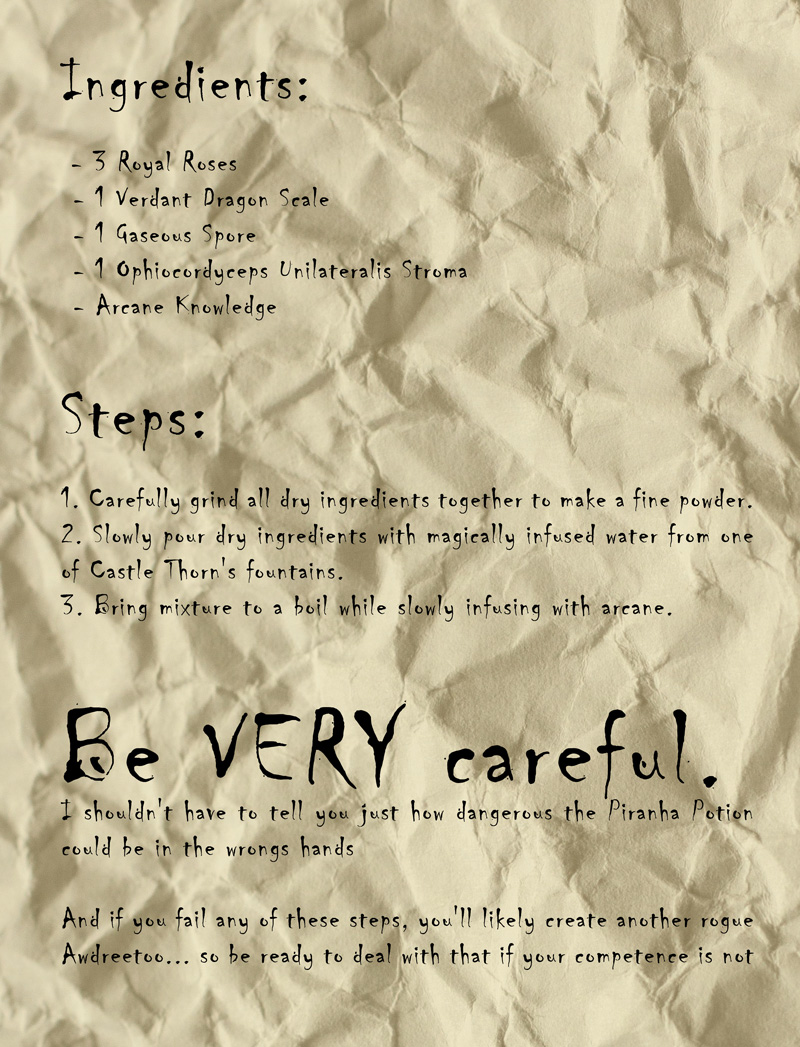 Ingredients:
- 3 Royal Roses
- 1 Verdant Dragon Scale
- 1 Gaseous Spore
- 1 Ophiocordyceps Unilateralis Stroma
- Arcane Knowledge
Steps:
1. Carefully grind all dry ingredients together to make a fine powder.
2. Slowly pour dry ingredients with magically infused water from one
of Castle Thorn's fountains.
3. Bring mixture to a boil while slowly infusing with arcane.
Be VERY careful.
I shouldn't have to tell you just how dangerous the Piranha Potion
could be in the wrongs hands
And if you fail any of these steps, you'll likely create another rogue
Awdreetoo... so be ready to deal with that if your competence is not